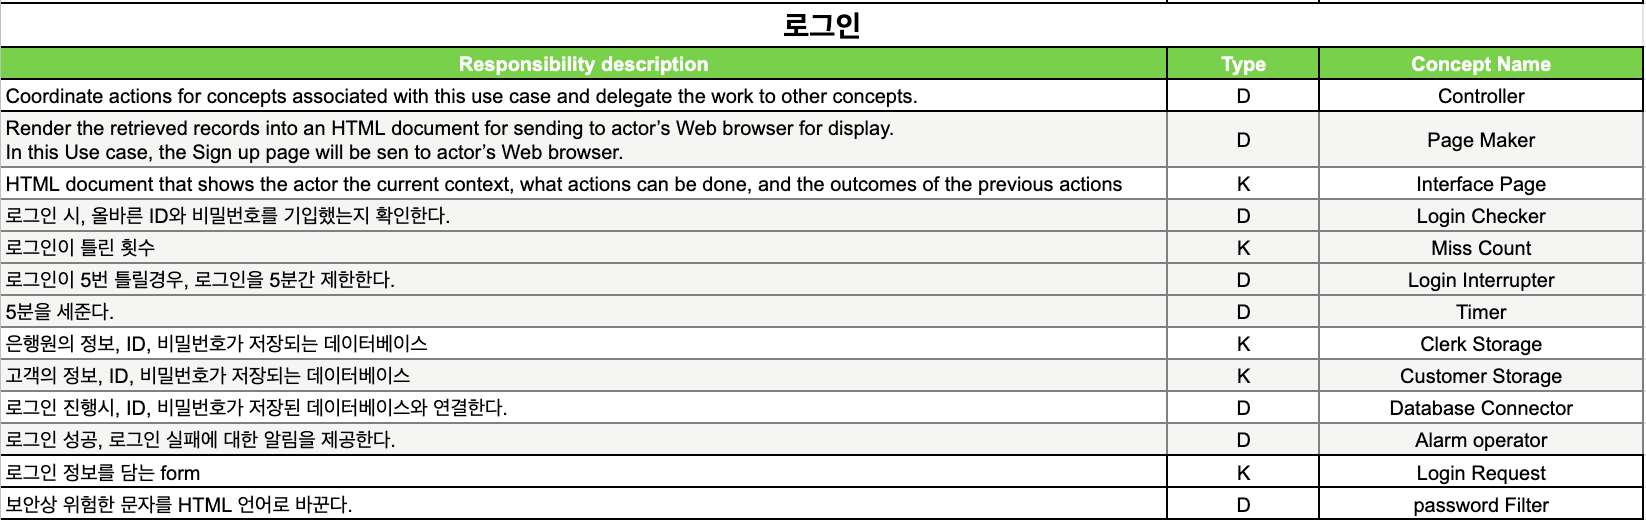 로그인
Responsibility description Type Concept Name
Coordinate actions for concepts associated with this use case and delegate the work to other concepts. D Controller
Render the retrieved records into an HTML document for sending to actor’s Web browser for display.
In this Use case, the Sign up page will be sen to actor’s Web browser. D Page Maker
HTML document that shows the actor the current context, what actions can be done, and the outcomes of the previous actions K Interface Page
로그인 시, 올바른 ID와 비밀번호를 기입했는지 확인한다. D Login Checker
로그인이 틀린 횟수 K Miss Count
로그인이 5번 틀릴경우, 로그인을 5분간 제한한다. D Login Interrupter
5분을 세준다. D Timer
은행원의 정보, ID, 비밀번호가 저장되는 데이터베이스 K Clerk Storage
고객의 정보, ID, 비밀번호가 저장되는 데이터베이스 K Customer Storage
로그인 진행시, ID, 비밀번호가 저장된 데이터베이스와 연결한다. D Database Connector
로그인 성공, 로그인 실패에 대한 알림을 제공한다. D Alarm operator
로그인 정보를 담는 form K Login Request
보안상 위험한 문자를 HTML 언어로 바꾼다. D password Filter